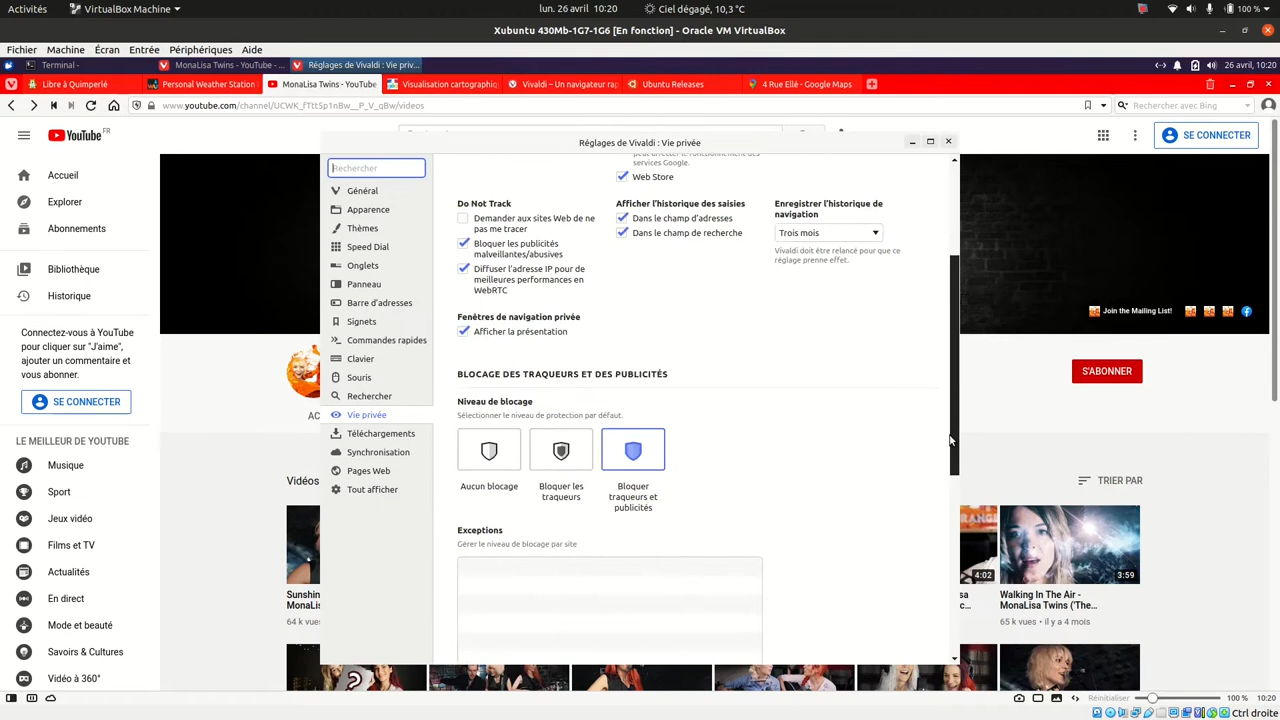 Activités
VirtualBox Machine
lun. 26 avril 10:20
Ciel dégagé, 10,3 °C
100 %
Xubuntu 430Mb-1G7-1G6 [En fonction] - Oracle VM VirtualBox
Fichier Machine Écran Entrée Périphériques Aide
Terminal -
MonaLisa Twins - YouTube - ...
Réglages de Vivaldi : Vie priv...
26 avril, 10:20
Libre à Quimperlé
Personal Weather Station
MonaLisa Twins - YouTube
Visualisation cartographiq
Vivaldi – Un navigateur rap
Ubuntu Releases
4 Rue Ellé - Google Maps
www.youtube.com/channel/UCWK_fTtt5p1nBw__P_V_qBw/videos
Rechercher avec Bing
YouTube FR
SE CONNECTER
Accueil
Explorer
Abonnements
Bibliothèque
Historique
Connectez-vous à YouTube
pour cliquer sur "J'aime",
ajouter un commentaire et
vous abonner.
SE CONNECTER
LE MEILLEUR DE YOUTUBE
Musique
Sport
Jeux vidéo
Films et TV
Actualités
En direct
Mode et beauté
Savoirs & Cultures
Vidéo à 360°
Réglages de Vivaldi : Vie privée
Rechercher
Général
Apparence
Thèmes
Speed Dial
Onglets
Panneau
Barre d'adresses
Signets
Commandes rapides
Clavier
Souris
Rechercher
Vie privée
Téléchargements
Synchronisation
Pages Web
Tout afficher
services Google.
Web Store
Do Not Track
Demander aux sites Web de ne
pas me tracer
Bloquer les publicités
malveillantes/abusives
Diffuser l'adresse IP pour de
meilleures performances en
WebRTC
Afficher l'historique des saisies
Dans le champ d'adresses
Dans le champ de recherche
Enregistrer l'historique de
navigation
Trois mois
Vivaldi doit être relancé pour que ce
réglage prenne effet.
Fenêtres de navigation privée
Afficher la présentation
BLOCAGE DES TRAQUEURS ET DES PUBLICITÉS
Niveau de blocage
Sélectionner le niveau de protection par défaut.
Aucun blocage
Bloquer les
traqueurs
Bloquer
traqueurs et
publicités
Exceptions
Gérer le niveau de blocage par site
Join the Mailing List!
S'ABONNER
AC
Vidéos
TRIER PAR
4:02
3:59
Sunshin
MonaLis
64 k vues
sa
c...
Walking In The Air -
MonaLisa Twins ('The...
65 k vues • il y a 4 mois
Réinitialiser
100 %
10:20
Ctrl droite